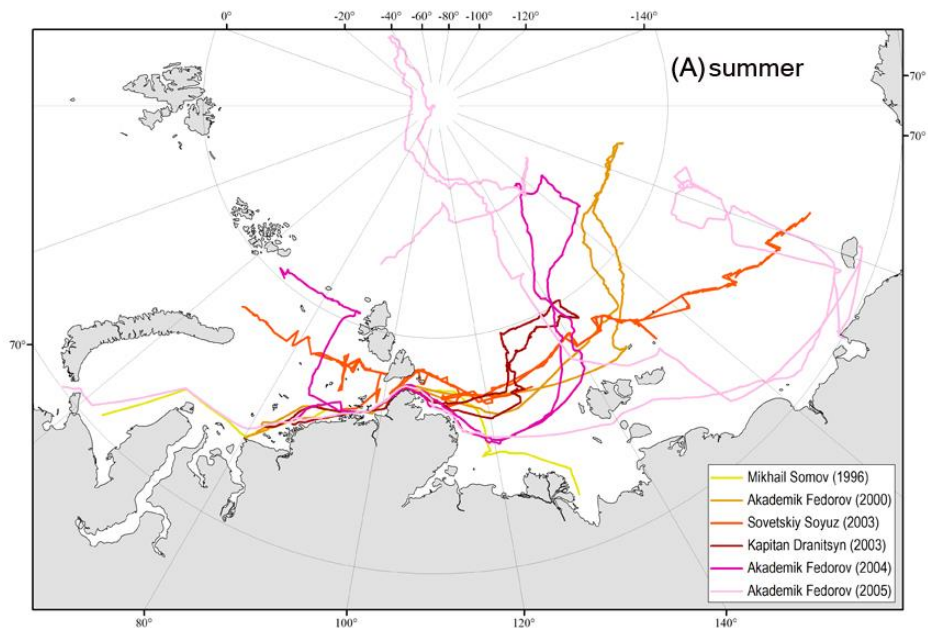 0° -20° -40° -60° -80° -100° -120° -140°
(A) summer
70°
70°
70°
Mikhail Somov (1996)
Akademik Fedorov (2000)
Sovetskiy Soyuz (2003)
Kapitan Dranitsyn (2003)
Akademik Fedorov (2004)
Akademik Fedorov (2005)
80° 100° 120° 140°